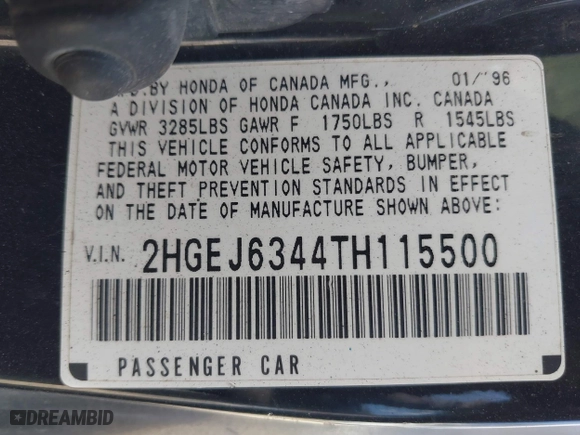 BY HONDA OF CANADA MFG., 01/'96
A DIVISION OF HONDA CANADA INC. CANADA
GVWR 3285LBS GAWR F 1750LBS R 1545LBS
THIS VEHICLE CONFORMS TO ALL APPLICABLE
FEDERAL MOTOR VEHICLE SAFETY, BUMPER,
AND THEFT PREVENTION STANDARDS IN EFFECT
ON THE DATE OF MANUFACTURE SHOWN ABOVE:
V.I.N. 2HGEJ6344TH115500
PASSENGER CAR
DREAMBID